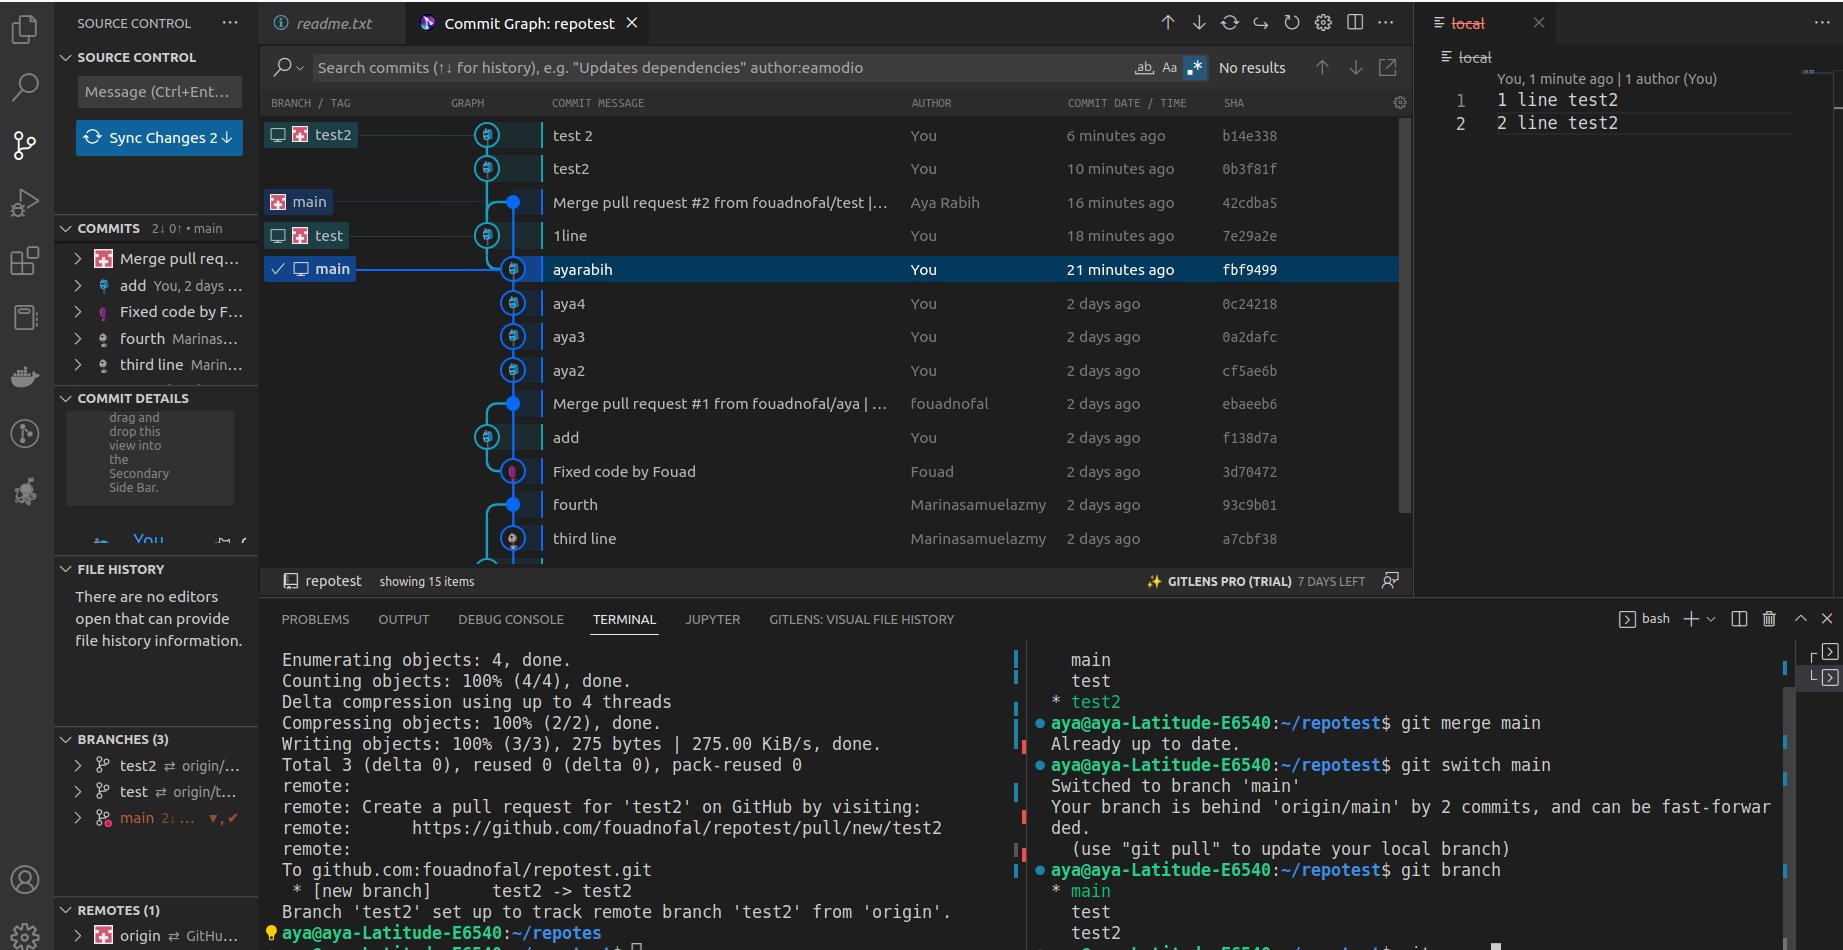 SOURCE CONTROL
SOURCE CONTROL
Message (Ctrl+Ent...
Sync Changes 2↓
COMMITS 2↓ 0↑ • main
Merge pull req...
add You, 2 days ...
Fixed code by F...
fourth Marinas...
third line Marin...
COMMIT DETAILS
drag and
drop this
view into
the
Secondary
Side Bar.
You
FILE HISTORY
There are no editors
open that can provide
file history information.
BRANCHES (3)
test2 ⇄ origin/...
test ⇄ origin/t...
main 2↓ ... ▼,✔
REMOTES (1)
origin ⇄ GitHu...
readme.txt
Commit Graph: repotest
Search commits (↑↓ for history), e.g. "Updates dependencies" author:eamodio
ab Aa .* No results
BRANCH / TAG GRAPH COMMIT MESSAGE AUTHOR COMMIT DATE / TIME SHA
test2 test 2 You 6 minutes ago b14e338
test2 You 10 minutes ago 0b3f81f
main Merge pull request #2 from fouadnofal/test |... Aya Rabih 16 minutes ago 42cdba5
test 1line You 18 minutes ago 7e29a2e
main ayarabih You 21 minutes ago fbf9499
aya4 You 2 days ago 0c24218
aya3 You 2 days ago 0a2dafc
aya2 You 2 days ago cf5ae6b
Merge pull request #1 from fouadnofal/aya | ... fouadnofal 2 days ago ebaeeb6
add You 2 days ago f138d7a
Fixed code by Fouad Fouad 2 days ago 3d70472
fourth Marinasamuelazmy 2 days ago 93c9b01
third line Marinasamuelazmy 2 days ago a7cbf38
repotest showing 15 items
GITLENS PRO (TRIAL) 7 DAYS LEFT
local
local
You, 1 minute ago | 1 author (You)
1 1 line test2
2 2 line test2
PROBLEMS OUTPUT DEBUG CONSOLE TERMINAL JUPYTER GITLENS: VISUAL FILE HISTORY
bash
Enumerating objects: 4, done.
Counting objects: 100% (4/4), done.
Delta compression using up to 4 threads
Compressing objects: 100% (2/2), done.
Writing objects: 100% (3/3), 275 bytes | 275.00 KiB/s, done.
Total 3 (delta 0), reused 0 (delta 0), pack-reused 0
remote:
remote: Create a pull request for 'test2' on GitHub by visiting:
remote:      https://github.com/fouadnofal/repotest/pull/new/test2
remote:
To github.com:fouadnofal/repotest.git
 * [new branch]      test2 -> test2
Branch 'test2' set up to track remote branch 'test2' from 'origin'.
aya@aya-Latitude-E6540:~/repotes
main
test
* test2
aya@aya-Latitude-E6540:~/repotest$ git merge main
Already up to date.
aya@aya-Latitude-E6540:~/repotest$ git switch main
Switched to branch 'main'
Your branch is behind 'origin/main' by 2 commits, and can be fast-forwar
ded.
(use "git pull" to update your local branch)
aya@aya-Latitude-E6540:~/repotest$ git branch
* main
test
test2